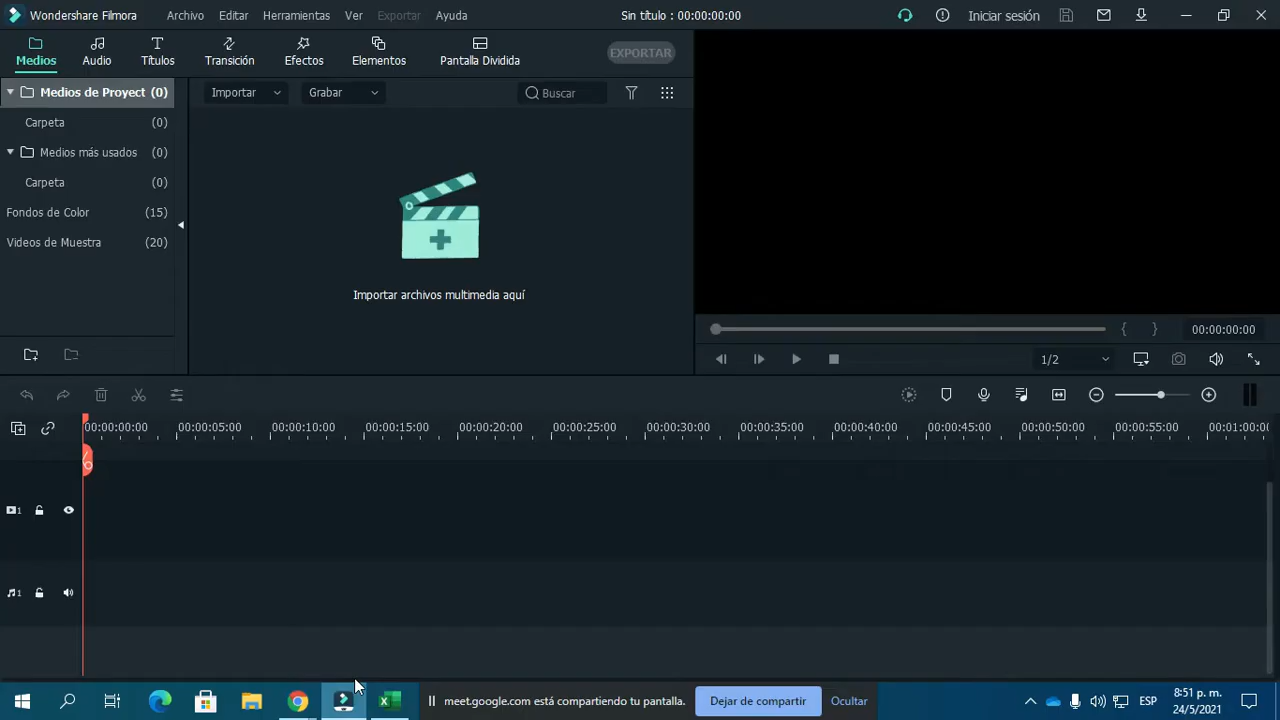 Wondershare Filmora Archivo Editar Herramientas Ver Exportar Ayuda Sin título : 00:00:00:00 Iniciar sesión
Medios Audio Títulos Transición Efectos Elementos Pantalla Dividida EXPORTAR
Medios de Proyect (0)
Carpeta (0)
Medios más usados (0)
Carpeta (0)
Fondos de Color (15)
Videos de Muestra (20)
Importar Grabar Buscar
Importar archivos multimedia aquí
{ } 00:00:00:00
1/2
00:00:00:00 00:00:05:00 00:00:10:00 00:00:15:00 00:00:20:00 00:00:25:00 00:00:30:00 00:00:35:00 00:00:40:00 00:00:45:00 00:00:50:00 00:00:55:00 00:01:00:00
1
1
meet.google.com está compartiendo tu pantalla. Dejar de compartir Ocultar
ESP
8:51 p. m.
24/5/2021